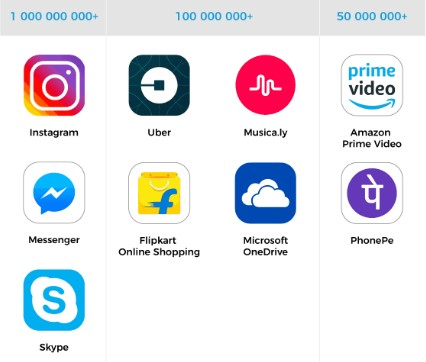 1 000 000 000+ 100 000 000+ 50 000 000+
prime
video
Instagram Uber Musica.ly Amazon
Prime Video
पे
Messenger Flipkart Microsoft PhonePe
Online Shopping OneDrive
S
Skype